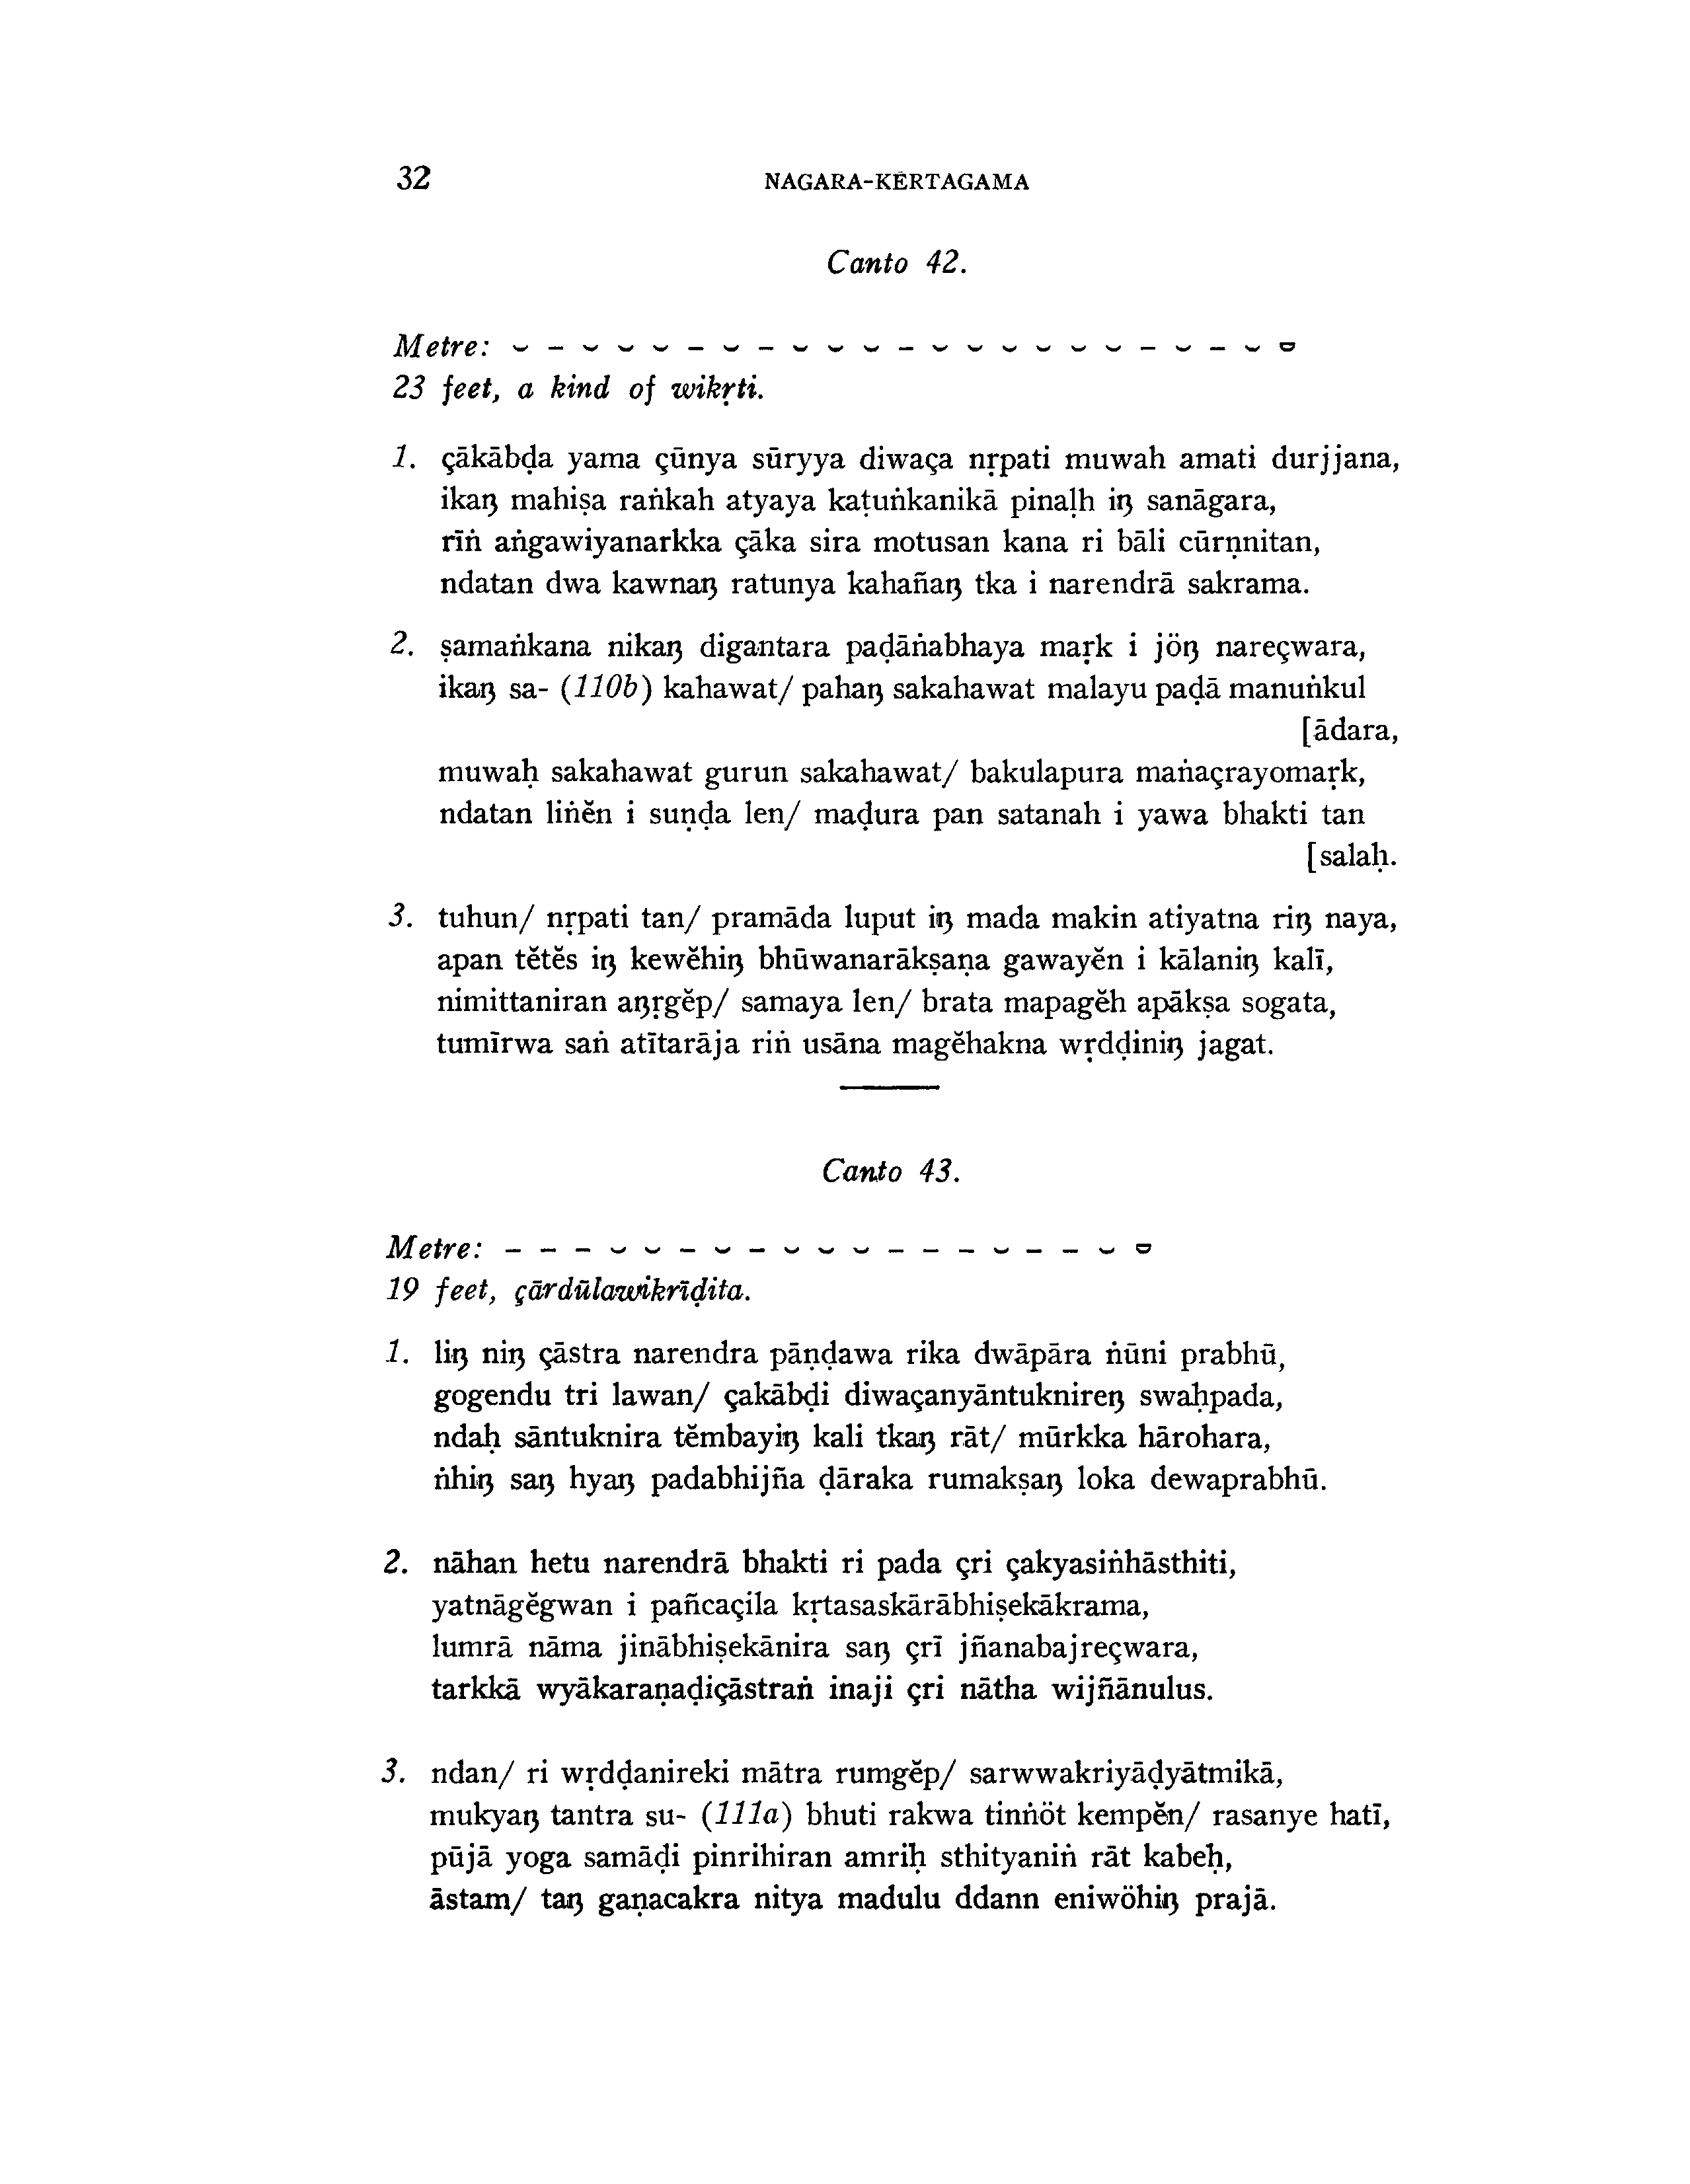 32
NAGARA-KĔRTAGAMA
Canto 42.
Metre: ⏑ – ⏑ ⏑ ⏑ – ⏑ – ⏑ ⏑ ⏑ – ⏑ ⏑ ⏑ ⏑ ⏑ ⏑ – ⏑ – ⏑ ⏓
23 feet, a kind of wikṛti.
1. çākābḍa yama çūnya sūryya diwaça nṛpati muwah amati durjjana,
ikaŋ mahiṣa raṅkah atyaya kaṭuṅkanikā pinaḷh iŋ sanāgara,
rīṅ aṅgawiyanarkka çāka sira motusan kana ri bāli cūrṇnitan,
ndatan dwa kawnaŋ ratunya kahañaŋ tka i narendrā sakrama.
2. ṣamaṅkana nikaŋ digantara paḍāṅabhaya maṛk i jöŋ nareçwara,
ikaŋ sa- (110b) kahawat/ pahaŋ sakahawat malayu paḍā manuṅkul
[ādara,
muwaḥ sakahawat gurun sakahawat/ bakulapura maṅaçrayomaṛk,
ndatan liṅĕn i suṇḍa len/ maḍura pan satanah i yawa bhakti tan
[salaḥ.
3. tuhun/ nṛpati tan/ pramāda luput iŋ mada makin atiyatna riŋ naya,
apan tĕtĕs iŋ kewĕhiŋ bhūwanarākṣaṇa gawayĕn i kālaniŋ kalī,
nimittaniran aŋṛgĕp/ samaya len/ brata mapagĕh apākṣa sogata,
tumīrwa saṅ atītarāja riṅ usāna magĕhakna wṛddḍiniŋ jagat.
Canto 43.
Metre: – – – ⏑ ⏑ – ⏑ – ⏑ ⏑ ⏑ – – – ⏑ – – ⏑ ⏓
19 feet, çārdūlawikrīḍita.
1. liŋ niŋ çāstra narendra pāṇḍawa rika dwāpāra ṅūni prabhū,
gogendu tri lawan/ çakābḍi diwaçanyāntuknireŋ swaḥpada,
ndaḥ sāntuknira tĕmbayiŋ kali tkaŋ rāt/ mūrkka hārohara,
ṅhiŋ saŋ hyaŋ padabhijña ḍāraka rumakṣaŋ loka dewaprabhū.
2. nāhan hetu narendrā bhakti ri pada çri çakyasiṅhāsthiti,
yatnāgĕgwan i pañcaçila kṛtasaskārābhiṣekākrama,
lumrā nāma jinābhiṣekānira saŋ çrī jñanabajreçwara,
tarkkā wyākaraṇaḍiçāstraṅ inaji çri nātha wijñānulus.
3. ndan/ ri wṛddḍanireki mātra rumgĕp/ sarwwakriyāḍyātmikā,
mukyaŋ tantra su- (111a) bhuti rakwa tiṅṅöt kempĕn/ rasanye hatī,
pūjā yoga samāḍi pinrihiran amriḥ sthityaniṅ rāt kabeḥ,
āstam/ taŋ gaṇacakra nitya madulu ddann eniwöhiŋ prajā.